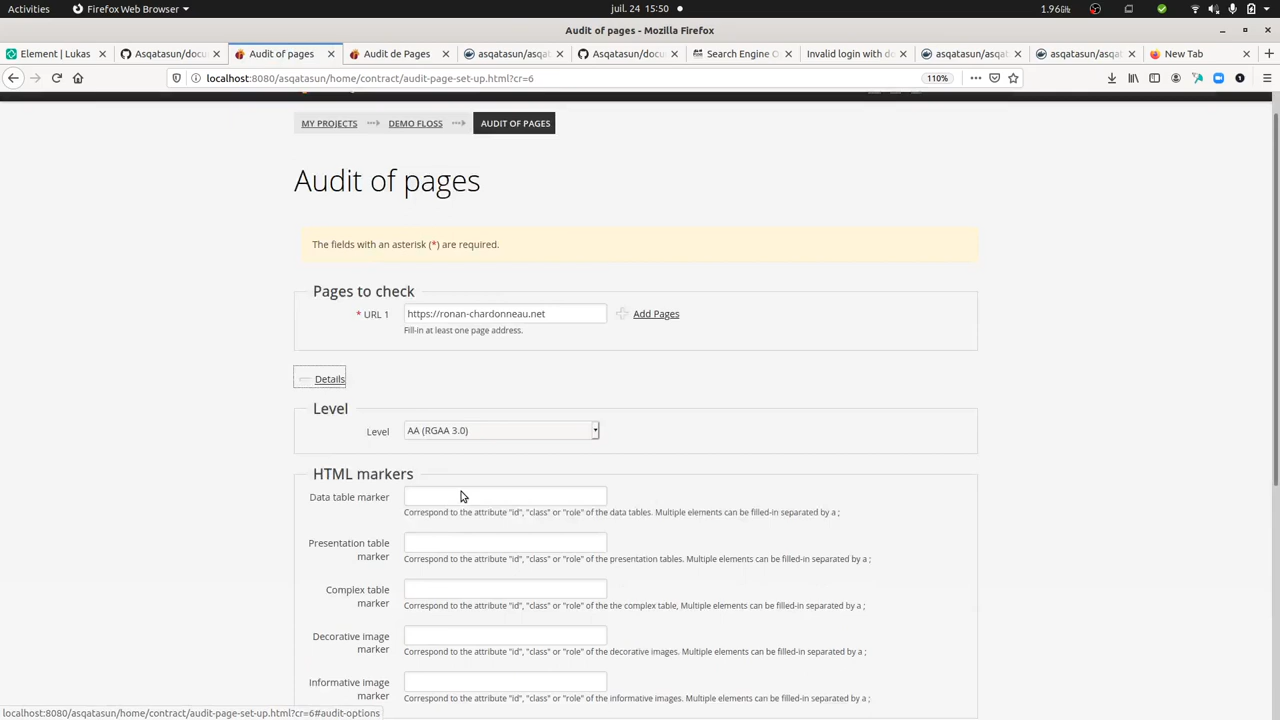 Activities
Firefox Web Browser
juil. 24 15:50
1.96GHz
Audit of pages - Mozilla Firefox
Element | Lukas
Asqatasun/docu
Audit of pages
Audit de Pages
asqatasun/asqatas
Asqatasun/docu
Search Engine O
Invalid login with do
asqatasun/asqatas
asqatasun/asqatas
New Tab
localhost:8080/asqatasun/home/contract/audit-page-set-up.html?cr=6
110%
MY PROJECTS
DEMO FLOSS
AUDIT OF PAGES
Audit of pages
The fields with an asterisk (*) are required.
Pages to check
* URL 1
https://ronan-chardonneau.net
Add Pages
Fill-in at least one page address.
Details
Level
Level
AA (RGAA 3.0)
HTML markers
Data table marker
Correspond to the attribute "id", "class" or "role" of the data tables. Multiple elements can be filled-in separated by a ;
Presentation table
marker
Correspond to the attribute "id", "class" or "role" of the presentation tables. Multiple elements can be filled-in separated by a ;
Complex table
marker
Correspond to the attribute "id", "class" or "role" of the the complex table, Multiple elements can be filled-in separated by a ;
Decorative image
marker
Correspond to the attribute "id", "class" or "role" of the decorative images. Multiple elements can be filled-in separated by a ;
Informative image
marker
Correspond to the attribute "id", "class" or "role" of the informative images. Multiple elements can be filled-in separated by a ;
localhost:8080/asqatasun/home/contract/audit-page-set-up.html?cr=6#audit-options